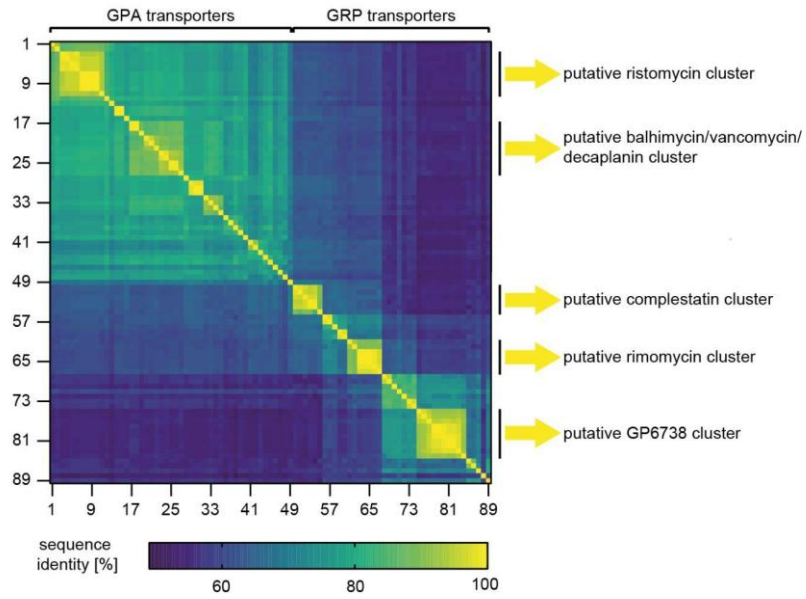 GPA transporters
GRP transporters
1
9
17
25
33
41
49
57
65
73
81
89
putative ristomycin cluster
putative balhimycin/vancomycin/
decaplanin cluster
putative complestatin cluster
putative rimomycin cluster
putative GP6738 cluster
1 9 17 25 33 41 49 57 65 73 81 89
sequence
identity [%]
60 80 100